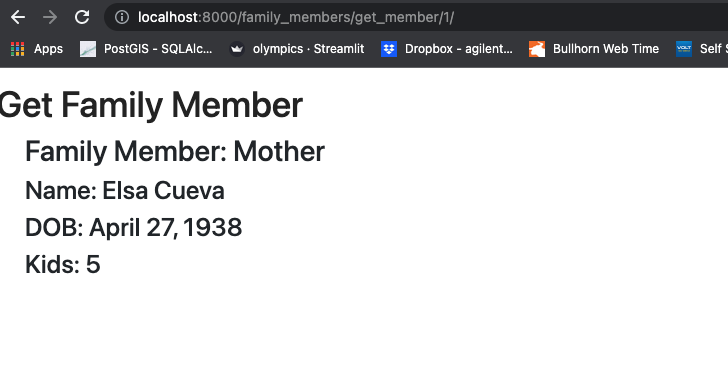 localhost:8000/family_members/get_member/1/
Apps PostGIS - SQLAlc... olympics · Streamlit Dropbox - agilent... Bullhorn Web Time VOLT Self S
Get Family Member
Family Member: Mother
Name: Elsa Cueva
DOB: April 27, 1938
Kids: 5